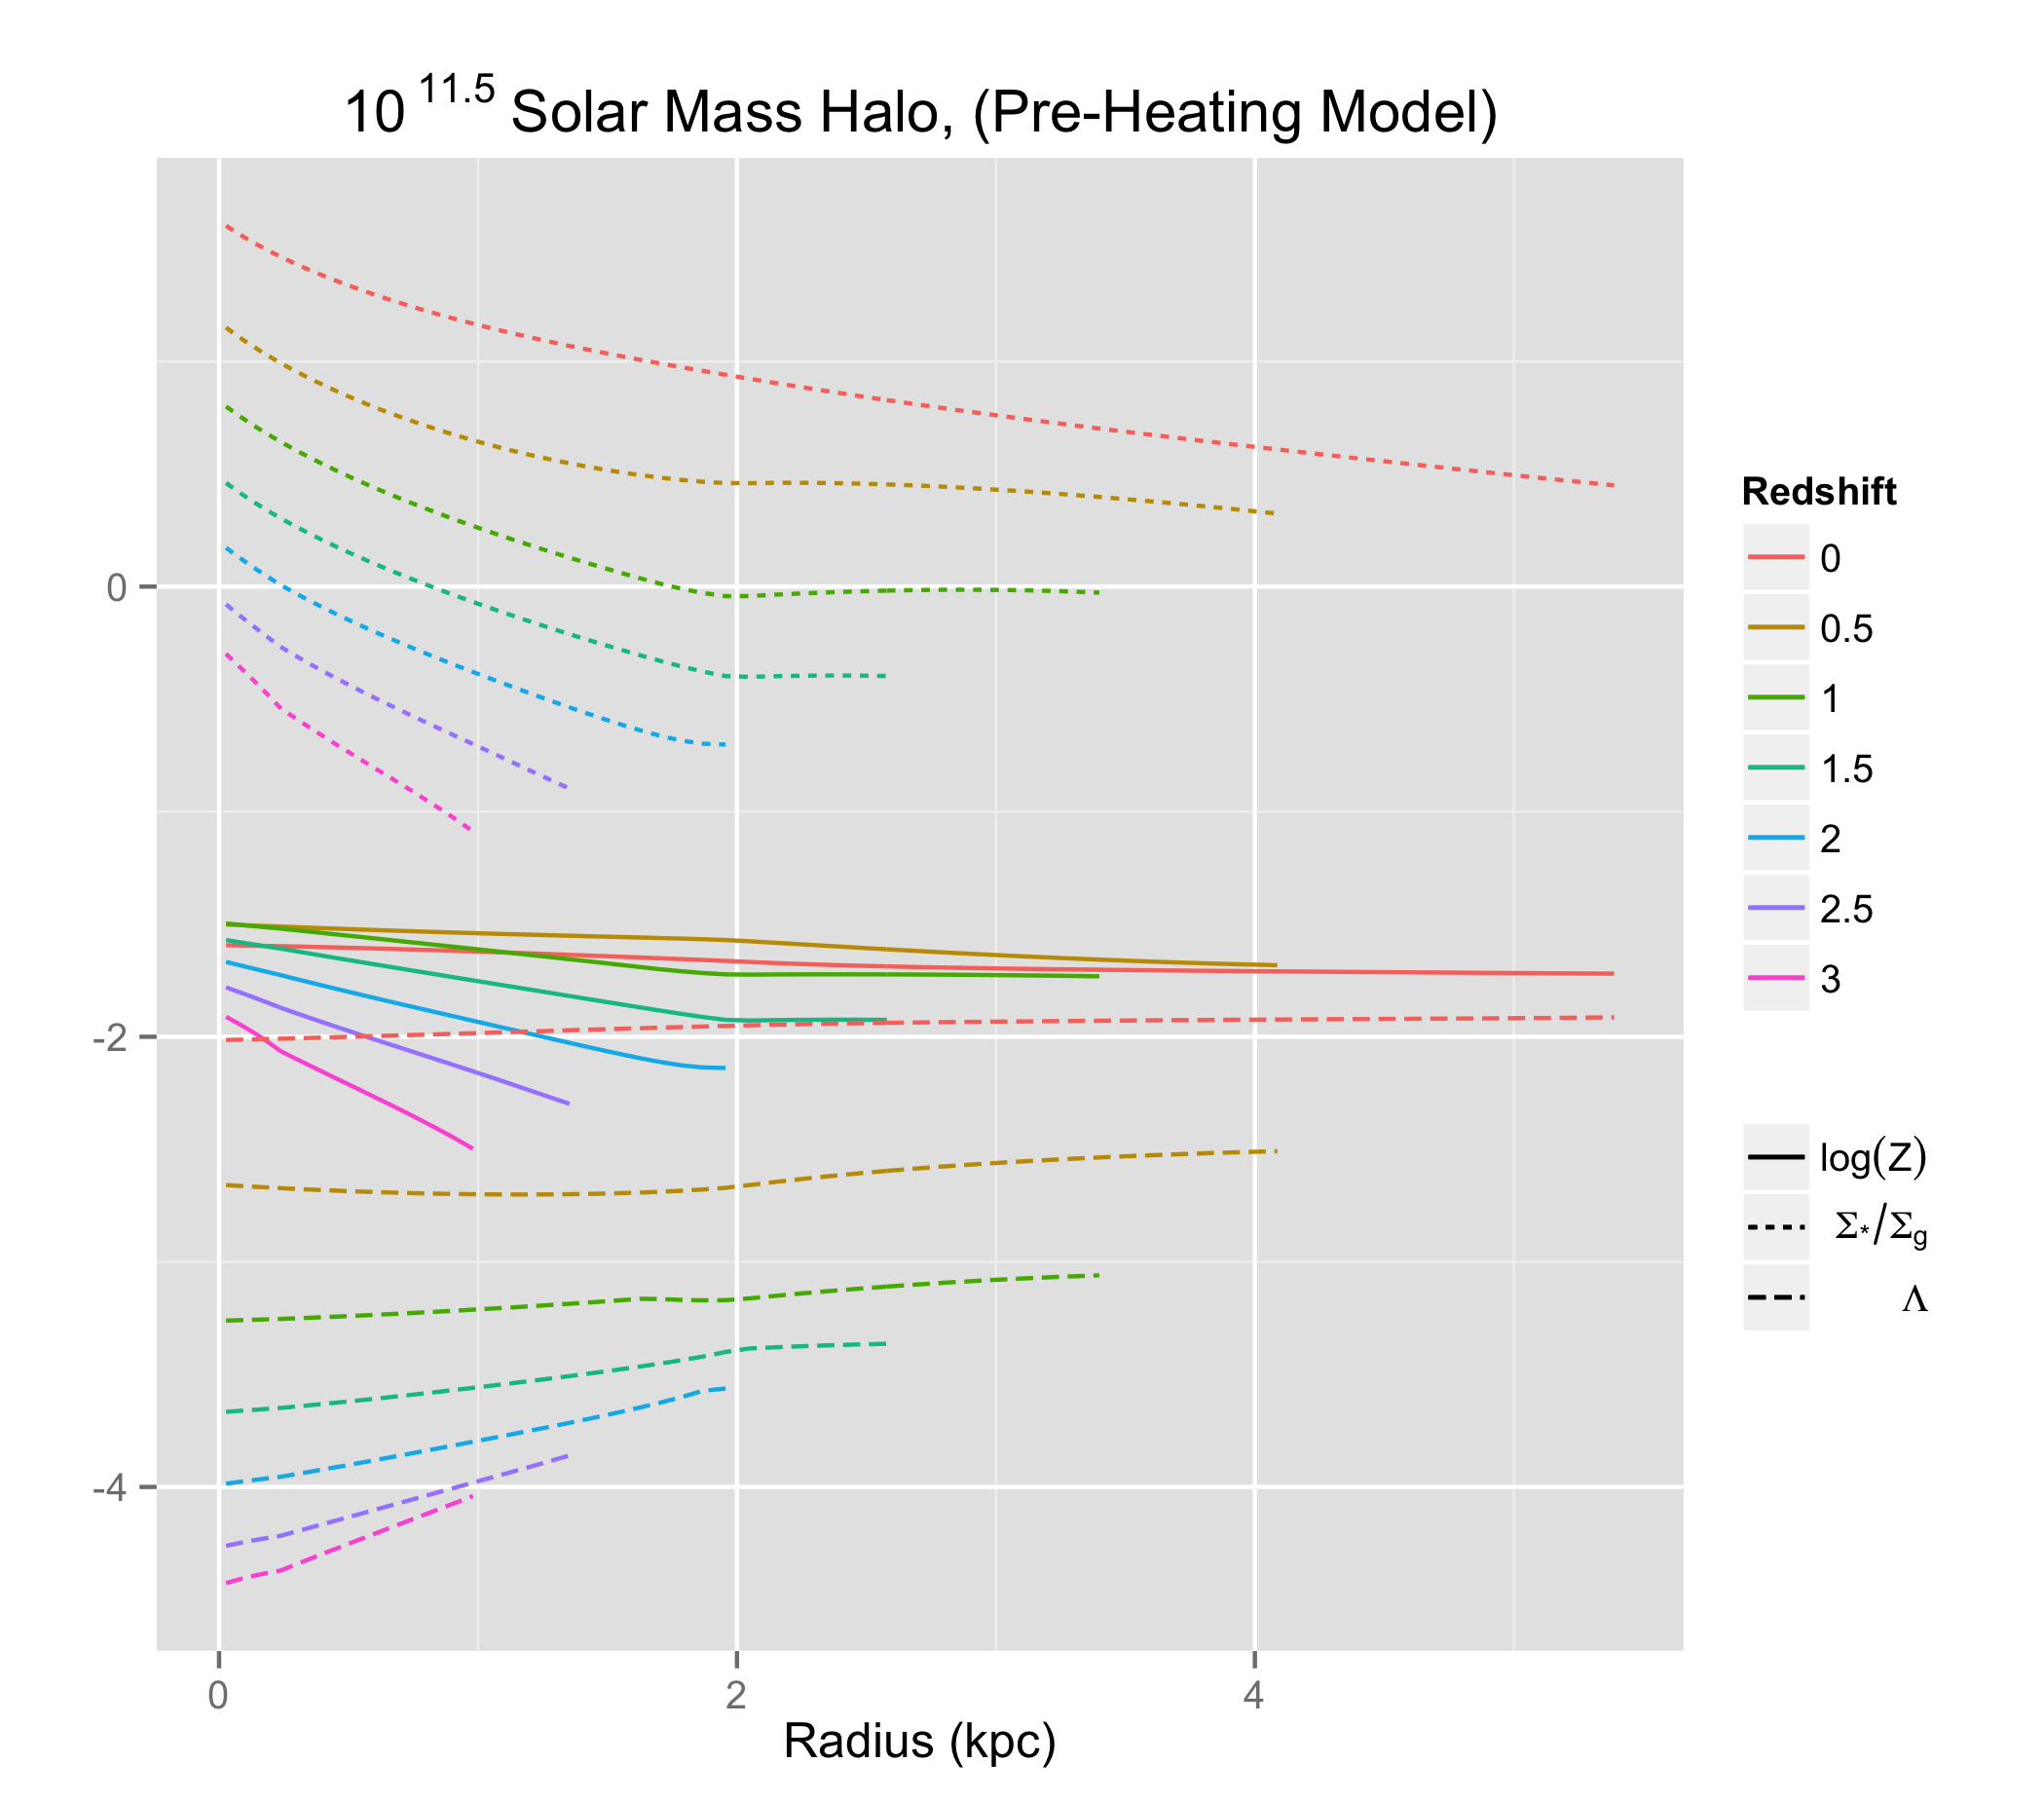 10 11.5 Solar Mass Halo, (Pre-Heating Model)
0
-2
-4
0 2 4
Radius (kpc)
Redshift
0
0.5
1
1.5
2
2.5
3
log(Z)
Σ*/Σg
Λ